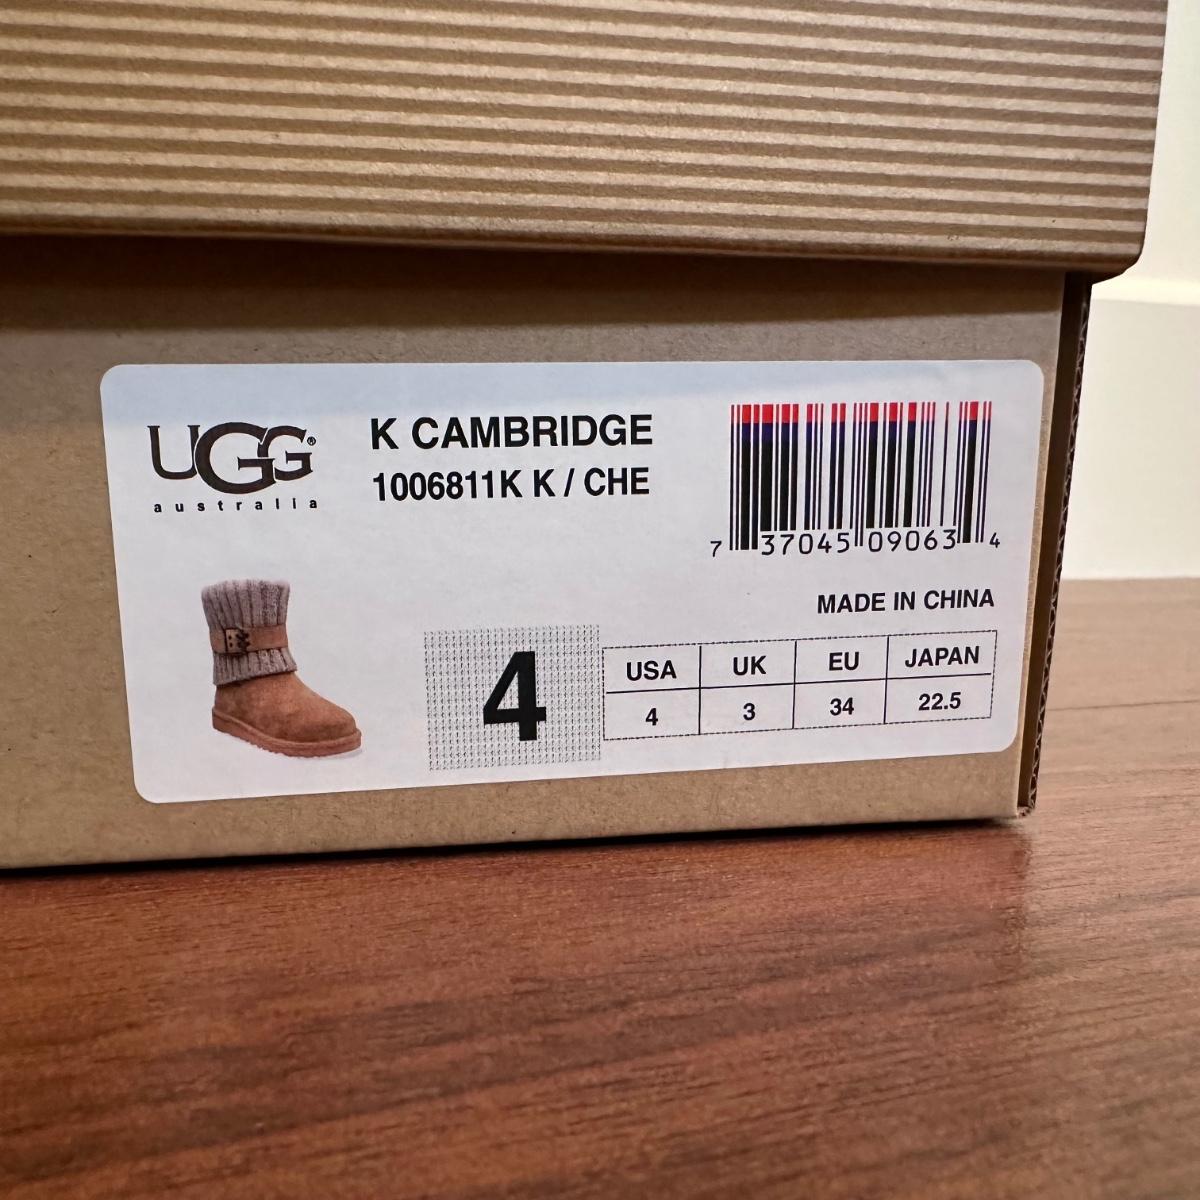 UGG®
australia
K CAMBRIDGE
1006811K K / CHE
7 37045 09063 4
MADE IN CHINA
4
USA UK EU JAPAN
4 3 34 22.5